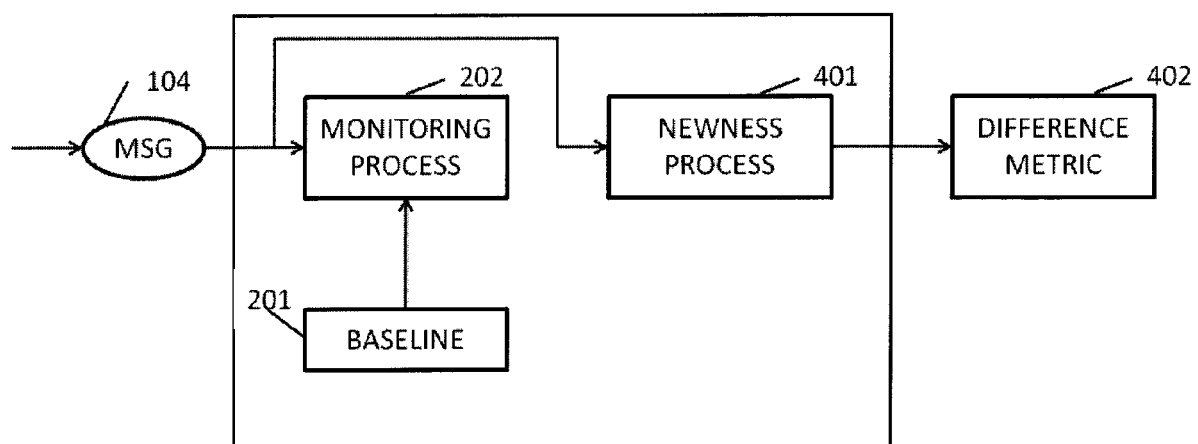 104
MSG
202
MONITORING
PROCESS
401
NEWNESS
PROCESS
402
DIFFERENCE
METRIC
201
BASELINE